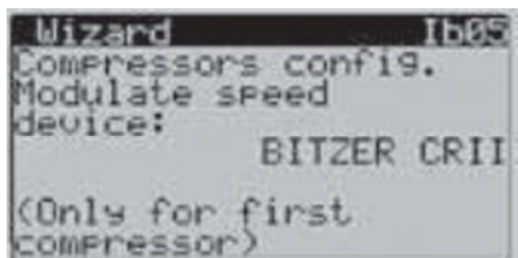 Wizard Ib05
Compressors config.
Modulate speed
device:
BITZER CRII
(Only for first
compressor)